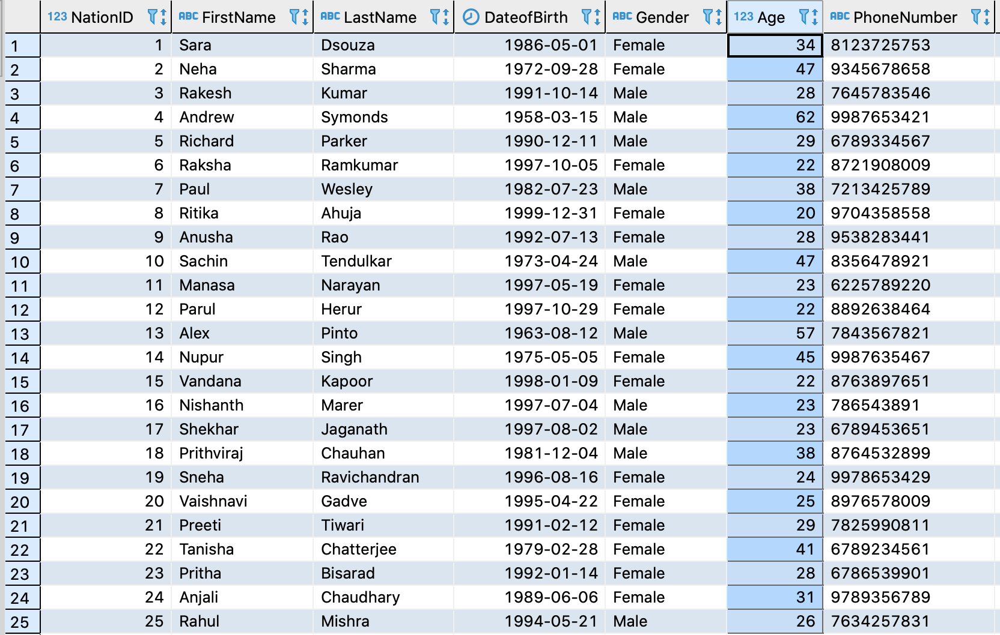 123 NationID ABC FirstName ABC LastName DateofBirth ABC Gender 123 Age ABC PhoneNumber
1 1 Sara Dsouza 1986-05-01 Female 34 8123725753
2 2 Neha Sharma 1972-09-28 Female 47 9345678658
3 3 Rakesh Kumar 1991-10-14 Male 28 7645783546
4 4 Andrew Symonds 1958-03-15 Male 62 9987653421
5 5 Richard Parker 1990-12-11 Male 29 6789334567
6 6 Raksha Ramkumar 1997-10-05 Female 22 8721908009
7 7 Paul Wesley 1982-07-23 Male 38 7213425789
8 8 Ritika Ahuja 1999-12-31 Female 20 9704358558
9 9 Anusha Rao 1992-07-13 Female 28 9538283441
10 10 Sachin Tendulkar 1973-04-24 Male 47 8356478921
11 11 Manasa Narayan 1997-05-19 Female 23 6225789220
12 12 Parul Herur 1997-10-29 Female 22 8892638464
13 13 Alex Pinto 1963-08-12 Male 57 7843567821
14 14 Nupur Singh 1975-05-05 Female 45 9987635467
15 15 Vandana Kapoor 1998-01-09 Female 22 8763897651
16 16 Nishanth Marer 1997-07-04 Male 23 786543891
17 17 Shekhar Jaganath 1997-08-02 Male 23 6789453651
18 18 Prithviraj Chauhan 1981-12-04 Male 38 8764532899
19 19 Sneha Ravichandran 1996-08-16 Female 24 9978653429
20 20 Vaishnavi Gadve 1995-04-22 Female 25 8976578009
21 21 Preeti Tiwari 1991-02-12 Female 29 7825990811
22 22 Tanisha Chatterjee 1979-02-28 Female 41 6789234561
23 23 Pritha Bisarad 1992-01-14 Female 28 6786539901
24 24 Anjali Chaudhary 1989-06-06 Female 31 9789356789
25 25 Rahul Mishra 1994-05-21 Male 26 7634257831